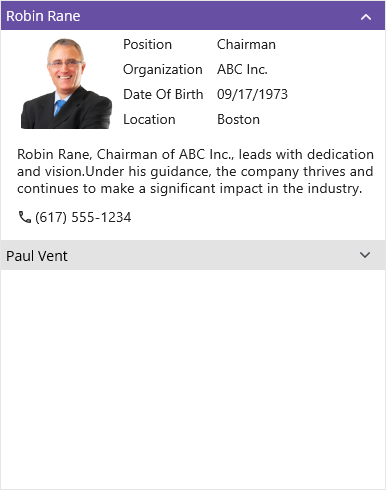 Robin Rane
Position Chairman
Organization ABC Inc.
Date Of Birth 09/17/1973
Location Boston
Robin Rane, Chairman of ABC Inc., leads with dedication
and vision.Under his guidance, the company thrives and
continues to make a significant impact in the industry.
(617) 555-1234
Paul Vent